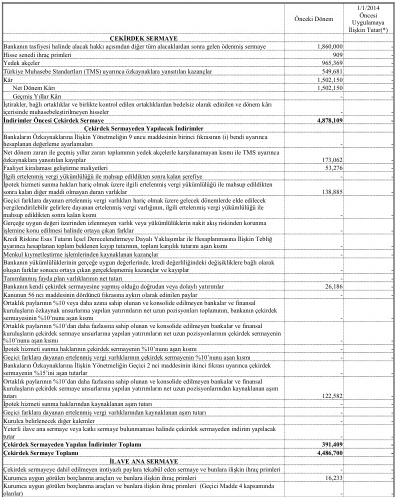 Önceki Dönem
1/1/2014
Öncesi
Uygulamaya
İlişkin Tutar(*)
ÇEKİRDEK SERMAYE
Bankanın tasfiyesi halinde alacak hakkı açısından diğer tüm alacaklardan sonra gelen ödenmiş sermaye 1,860,000 -
Hisse senedi ihraç primleri 909 -
Yedek akçeler 965,369 -
Türkiye Muhasebe Standartları (TMS) uyarınca özkaynaklara yansıtılan kazançlar 549,681 -
Kâr 1,502,150 -
Net Dönem Kârı 1,502,150 -
Geçmiş Yıllar Kârı - -
İştirakler, bağlı ortaklıklar ve birlikte kontrol edilen ortaklıklardan bedelsiz olarak edinilen ve dönem kârı
içerisinde muhasebeleştirilmeyen hisseler - -
İndirimler Öncesi Çekirdek Sermaye 4,878,109 -
Çekirdek Sermayeden Yapılacak İndirimler
Bankaların Özkaynaklarına İlişkin Yönetmeliğin 9 uncu maddesinin birinci fıkrasının (i) bendi uyarınca
hesaplanan değerleme ayarlamaları - -
Net dönem zararı ile geçmiş yıllar zararı toplamının yedek akçelerle karşılanamayan kısmı ile TMS uyarınca
özkaynaklara yansıtılan kayıplar 173,062 -
Faaliyet kiralaması geliştirme maliyetleri 53,276 -
İlgili ertelenmiş vergi yükümlülüğü ile mahsup edildikten sonra kalan şerefiye - -
İpotek hizmeti sunma hakları hariç olmak üzere ilgili ertelenmiş vergi yükümlülüğü ile mahsup edildikten
sonra kalan diğer maddi olmayan duran varlıklar 138,885 -
Geçici farklara dayanan ertelenmiş vergi varlıkları hariç olmak üzere gelecek dönemlerde elde edilecek
vergilendirilebilir gelirlere dayanan ertelenmiş vergi varlığının, ilgili ertelenmiş vergi yükümlülüğü ile
mahsup edildikten sonra kalan kısmı - -
Gerçeğe uygun değeri üzerinden izlenmeyen varlık veya yükümlülüklerin nakit akış riskinden korunma
işlemine konu edilmesi halinde ortaya çıkan farklar - -
Kredi Riskine Esas Tutarın İçsel Derecelendirmeye Dayalı Yaklaşımlar ile Hesaplanmasına İlişkin Tebliğ
uyarınca hesaplanan toplam beklenen kayıp tutarının, toplam karşılık tutarını aşan kısmı - -
Menkul kıymetleştirme işlemlerinden kaynaklanan kazançlar - -
Bankanın yükümlülüklerinin gerçeğe uygun değerlerinde, kredi değerliliğindeki değişikliklere bağlı olarak
oluşan farklar sonucu ortaya çıkan gerçekleşmemiş kazançlar ve kayıplar - -
Tanımlanmış fayda plan varlıklarının net tutarı - -
Bankanın kendi çekirdek sermayesine yapmış olduğu doğrudan veya dolaylı yatırımlar 26,186 -
Kanunun 56 ncı maddesinin dördüncü fıkrasına aykırı olarak edinilen paylar - -
Ortaklık paylarının %10 veya daha azına sahip olunan ve konsolide edilmeyen bankalar ve finansal
kuruluşların özkaynak unsurlarına yapılan yatırımların net uzun pozisyonları toplamının, bankanın çekirdek
sermayesinin %10'nunu aşan kısmı - -
Ortaklık paylarının %10'dan daha fazlasına sahip olunan ve konsolide edilmeyen bankalar ve finansal
kuruluşların çekirdek sermaye unsurlarına yapılan yatırımların net uzun pozisyonlarının çekirdek sermayenin
%10'nunu aşan kısmı - -
İpotek hizmeti sunma haklarının çekirdek sermayenin %10'nunu aşan kısmı - -
Geçici farklara dayanan ertelenmiş vergi varlıklarının çekirdek sermayenin %10'nunu aşan kısmı - -
Bankaların Özkaynaklarına İlişkin Yönetmeliğin Geçici 2 nci maddesinin ikinci fıkrası uyarınca çekirdek
sermayenin %15'ini aşan tutarlar - -
Ortaklık paylarının %10'dan daha fazlasına sahip olunan ve konsolide edilmeyen bankalar ve finansal
kuruluşların çekirdek sermaye unsurlarına yapılan yatırımların net uzun pozisyonlarından kaynaklanan aşım
tutarı 122,582 -
İpotek hizmeti sunma haklarından kaynaklanan aşım tutarı - -
Geçici farklara dayanan ertelenmiş vergi varlıklarından kaynaklanan aşım tutarı - -
Kurulca belirlenecek diğer kalemler - -
Yeterli ilave ana sermaye veya katkı sermaye bulunmaması halinde çekirdek sermayeden indirim yapılacak
tutar - -
Çekirdek Sermayeden Yapılan İndirimler Toplamı 391,409 -
Çekirdek Sermaye Toplamı 4,486,700 -
İLAVE ANA SERMAYE
Çekirdek sermayeye dahil edilmeyen imtiyazlı paylara tekabül eden sermaye ve bunlara ilişkin ihraç primleri - -
Kurumca uygun görülen borçlanma araçları ve bunlara ilişkin ihraç primleri 16,233 -
Kurumca uygun görülen borçlanma araçları ve bunlara ilişkin ihraç primleri (Geçici Madde 4 kapsamında
olanlar) - -